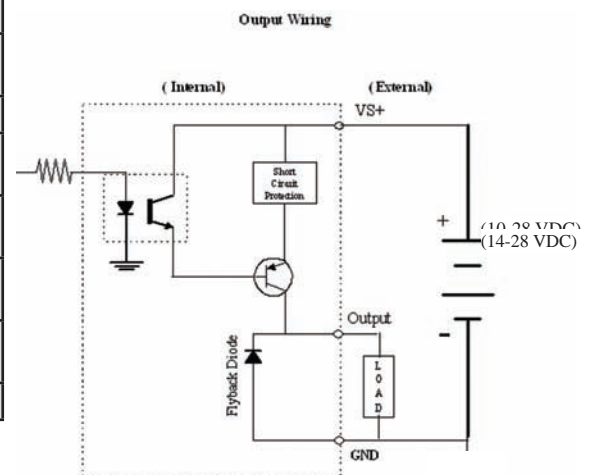 Output Wiring
( Internal)
( External)
VS+
Short
Circuit
Protection
+
(10-28 VDC)
(14-28 VDC)
Output
-
Flyback Diode
L
O
A
D
GND